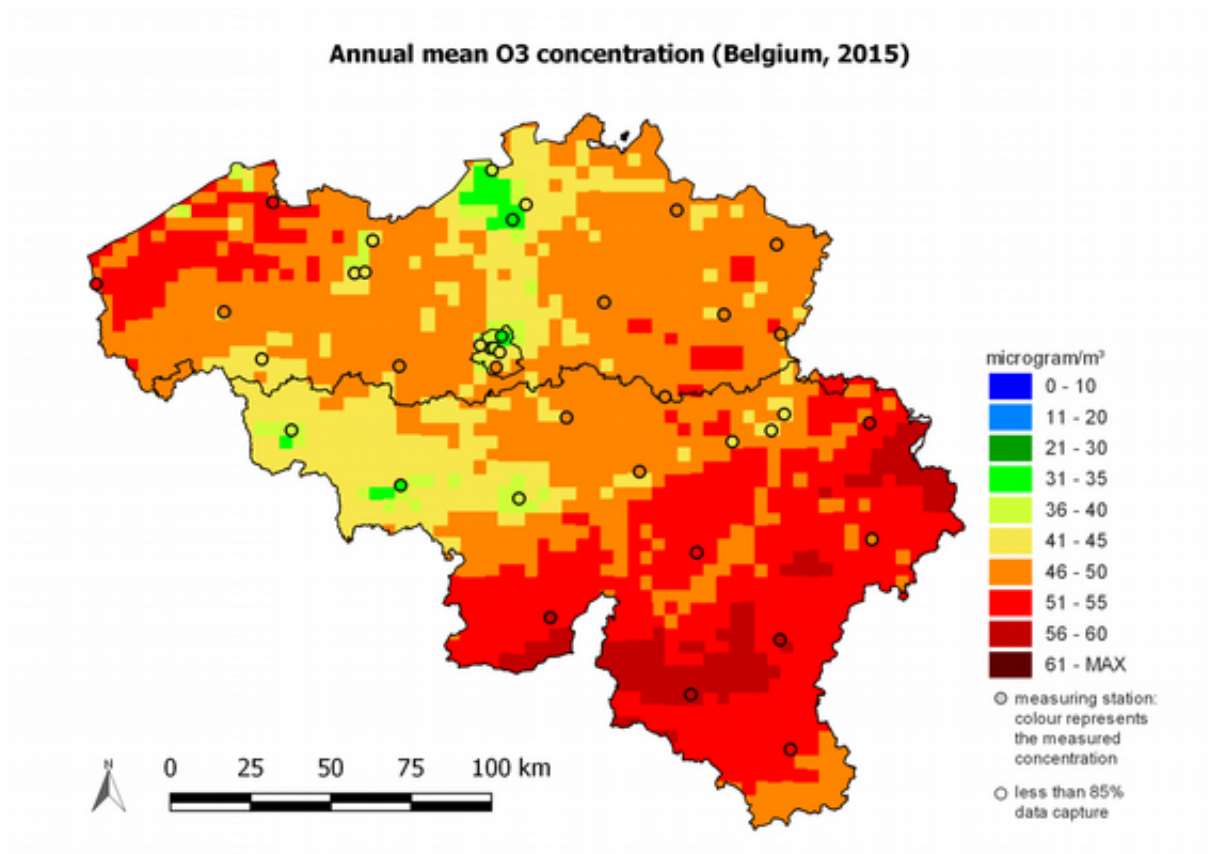 Annual mean O3 concentration (Belgium, 2015)
microgram/m³
0 - 10
11 - 20
21 - 30
31 - 35
36 - 40
41 - 45
46 - 50
51 - 55
56 - 60
61 - MAX
measuring station:
colour represents
the measured
concentration
less than 85%
data capture
N
0 25 50 75 100 km